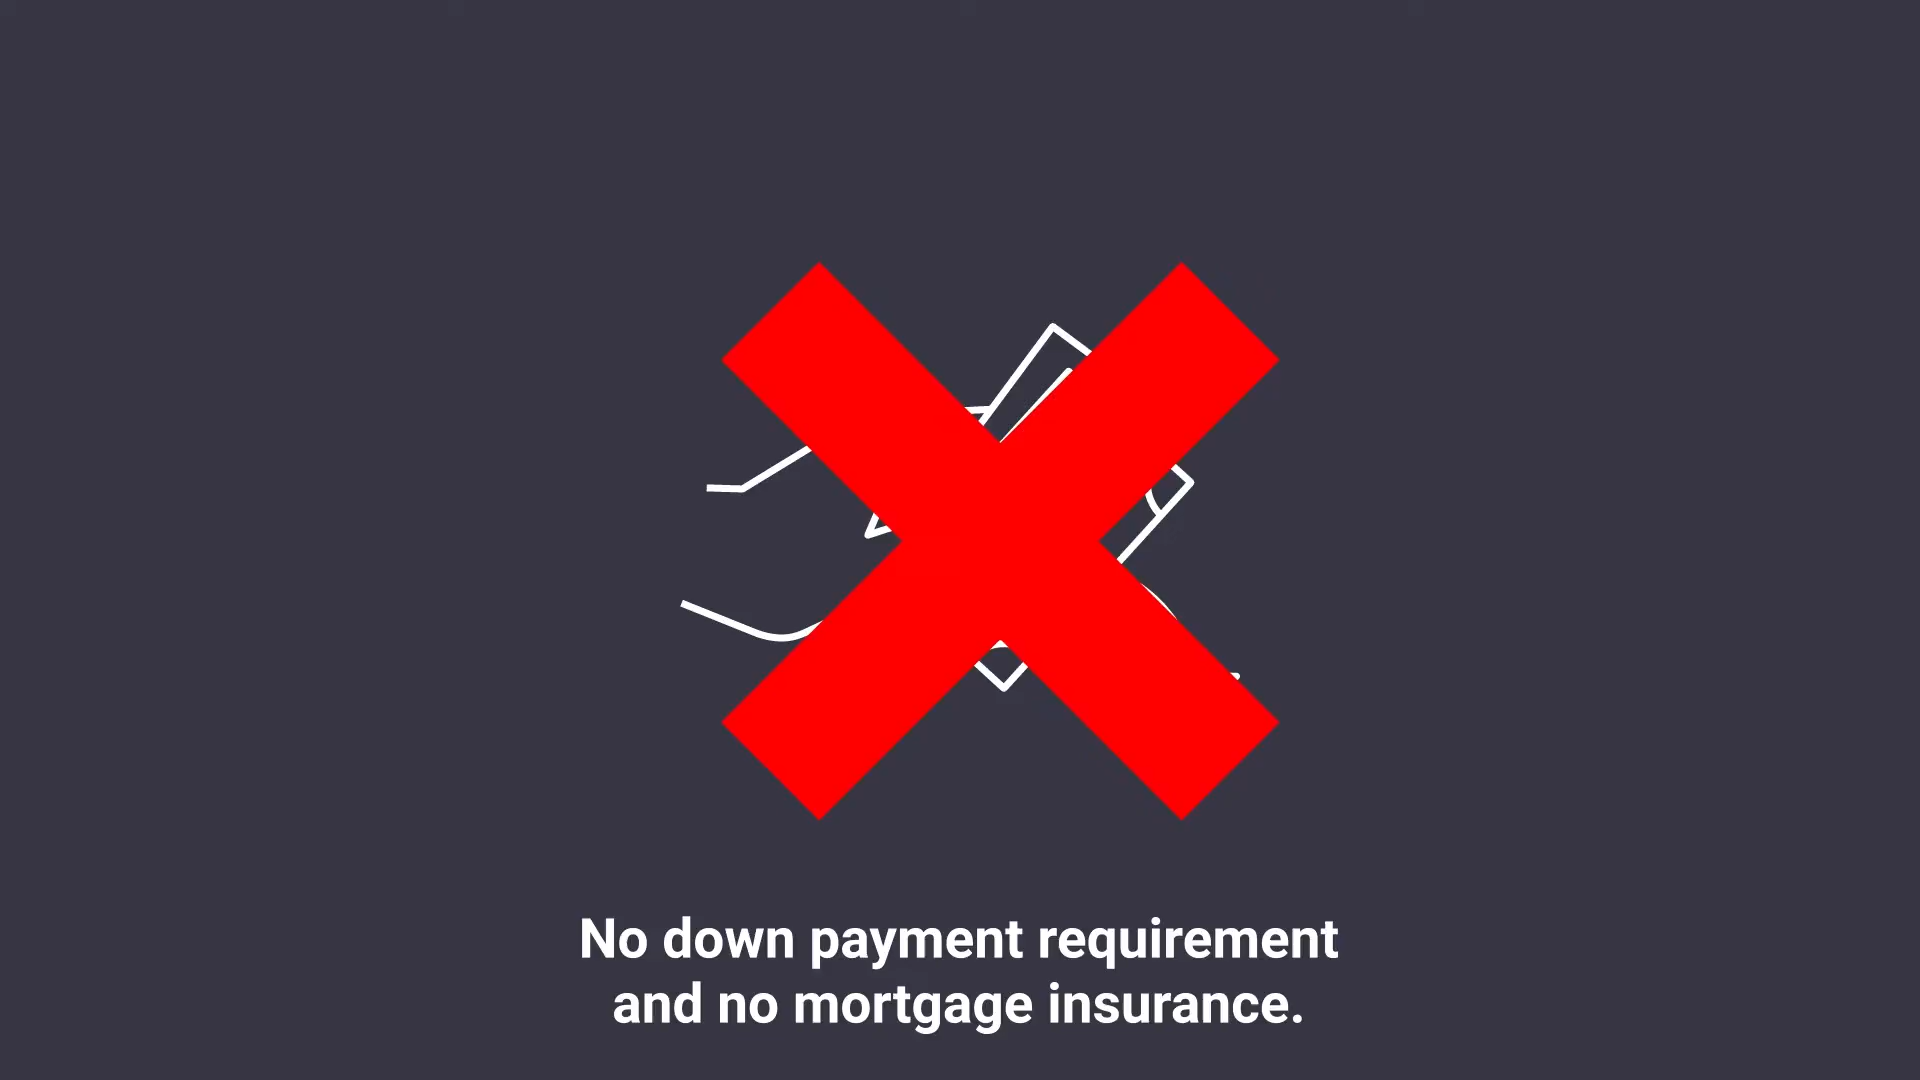 No down payment requirement
and no mortgage insurance.